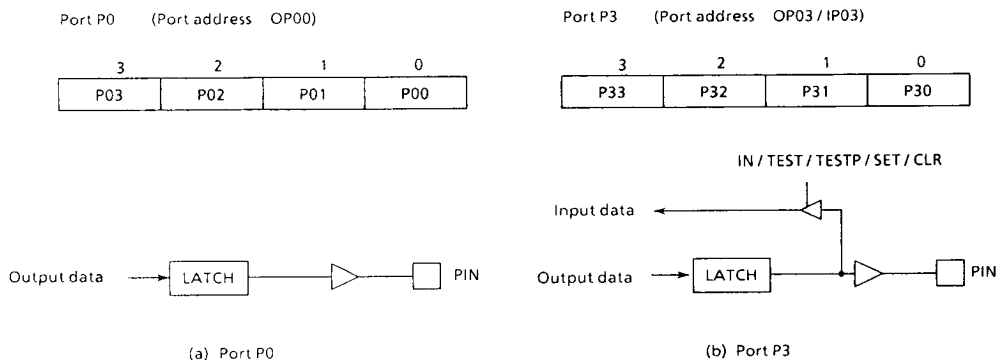 Port P0 (Port address OP00)
3 2 1 0
P03 P02 P01 P00
Output data
LATCH
PIN
(a) Port P0
Port P3 (Port address OP03 / IP03)
3 2 1 0
P33 P32 P31 P30
IN / TEST / TESTP / SET / CLR
Input data
Output data
LATCH
PIN
(b) Port P3